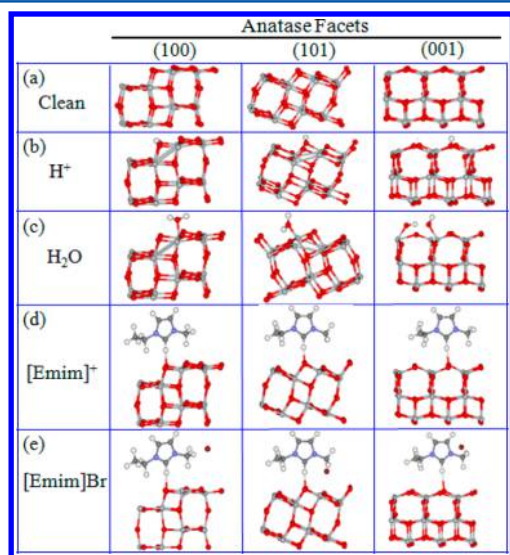 Anatase Facets
(100) (101) (001)
(a)
Clean
(b)
H⁺
(c)
H₂O
(d)
[Emim]⁺
(e)
[Emim]Br